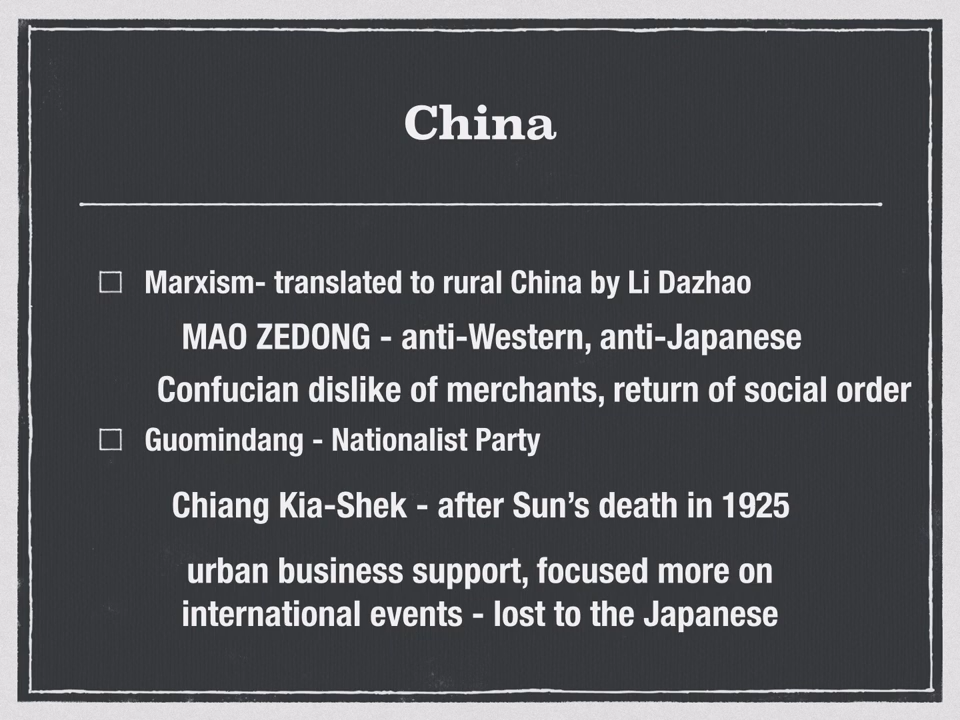 China
Marxism- translated to rural China by Li Dazhao
MAO ZEDONG - anti-Western, anti-Japanese
Confucian dislike of merchants, return of social order
Guomindang - Nationalist Party
Chiang Kia-Shek - after Sun’s death in 1925
urban business support, focused more on
international events - lost to the Japanese